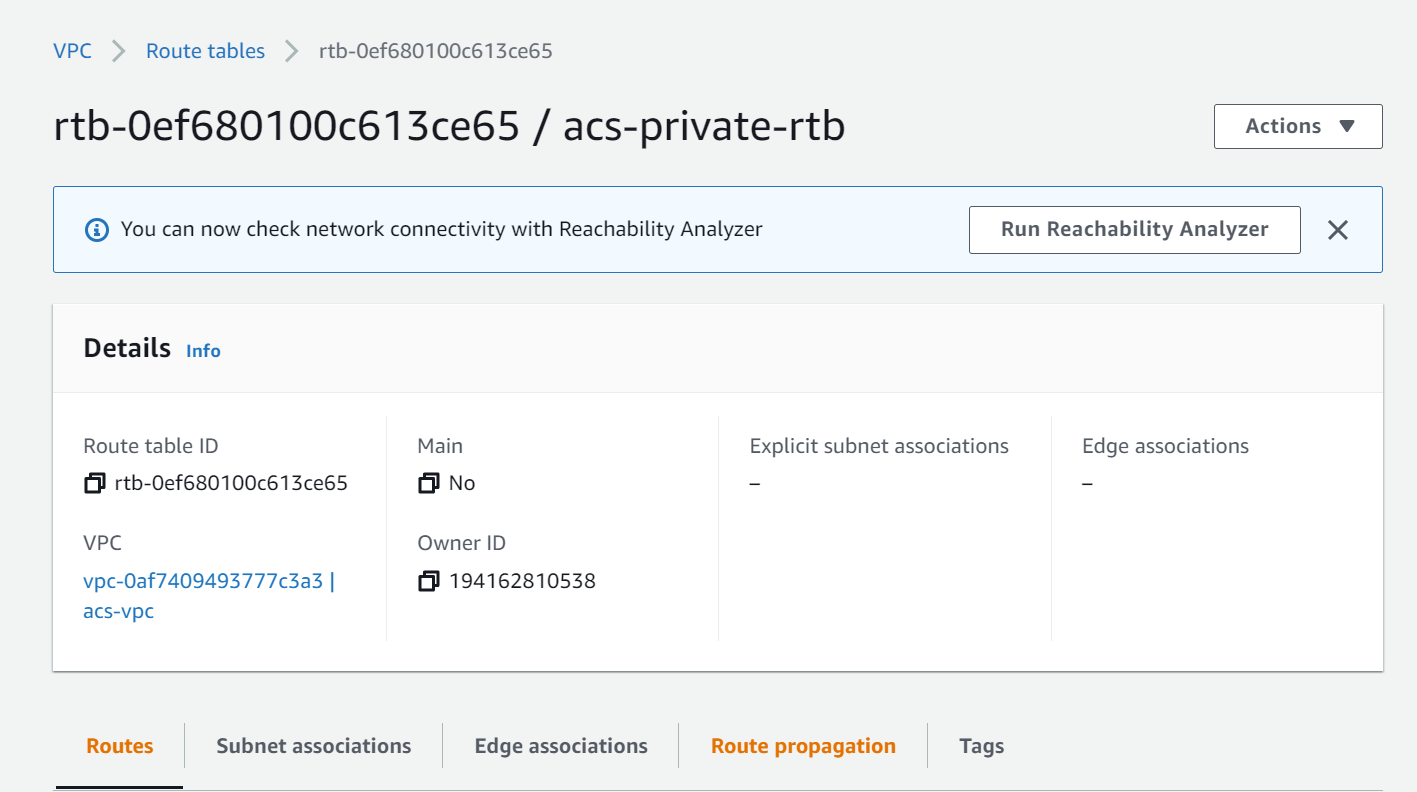 VPC > Route tables > rtb-0ef680100c613ce65
rtb-0ef680100c613ce65 / acs-private-rtb
Actions
You can now check network connectivity with Reachability Analyzer
Run Reachability Analyzer
Details Info
Route table ID
rtb-0ef680100c613ce65
Main
No
Explicit subnet associations
–
Edge associations
–
VPC
vpc-0af7409493777c3a3 |
acs-vpc
Owner ID
194162810538
Routes Subnet associations Edge associations Route propagation Tags